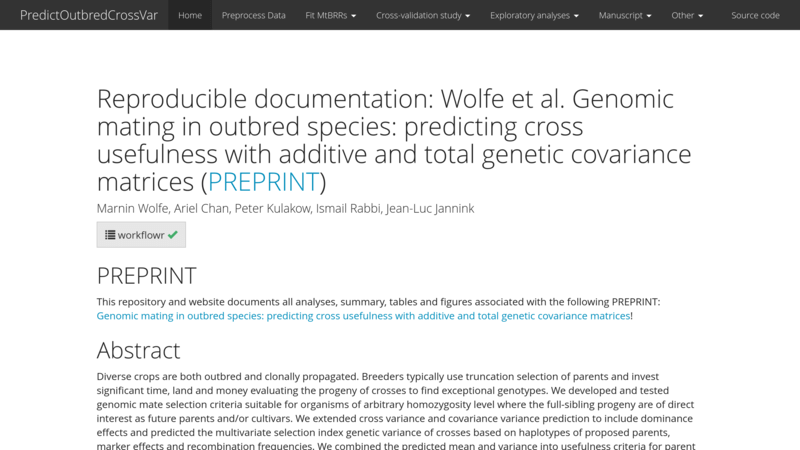 PredictOutbredCrossVar Home Preprocess Data Fit MtBRRs Cross-validation study Exploratory analyses Manuscript Other Source code
Reproducible documentation: Wolfe et al. Genomic
mating in outbred species: predicting cross
usefulness with additive and total genetic covariance
matrices (PREPRINT)
Marnin Wolfe, Ariel Chan, Peter Kulakow, Ismail Rabbi, Jean-Luc Jannink
workflowr
PREPRINT
This repository and website documents all analyses, summary, tables and figures associated with the following PREPRINT:
Genomic mating in outbred species: predicting cross usefulness with additive and total genetic covariance matrices!
Abstract
Diverse crops are both outbred and clonally propagated. Breeders typically use truncation selection of parents and invest
significant time, land and money evaluating the progeny of crosses to find exceptional genotypes. We developed and tested
genomic mate selection criteria suitable for organisms of arbitrary homozygosity level where the full-sibling progeny are of direct
interest as future parents and/or cultivars. We extended cross variance and covariance variance prediction to include dominance
effects and predicted the multivariate selection index genetic variance of crosses based on haplotypes of proposed parents,
marker effects and recombination frequencies. We combined the predicted mean and variance into usefulness criteria for parent